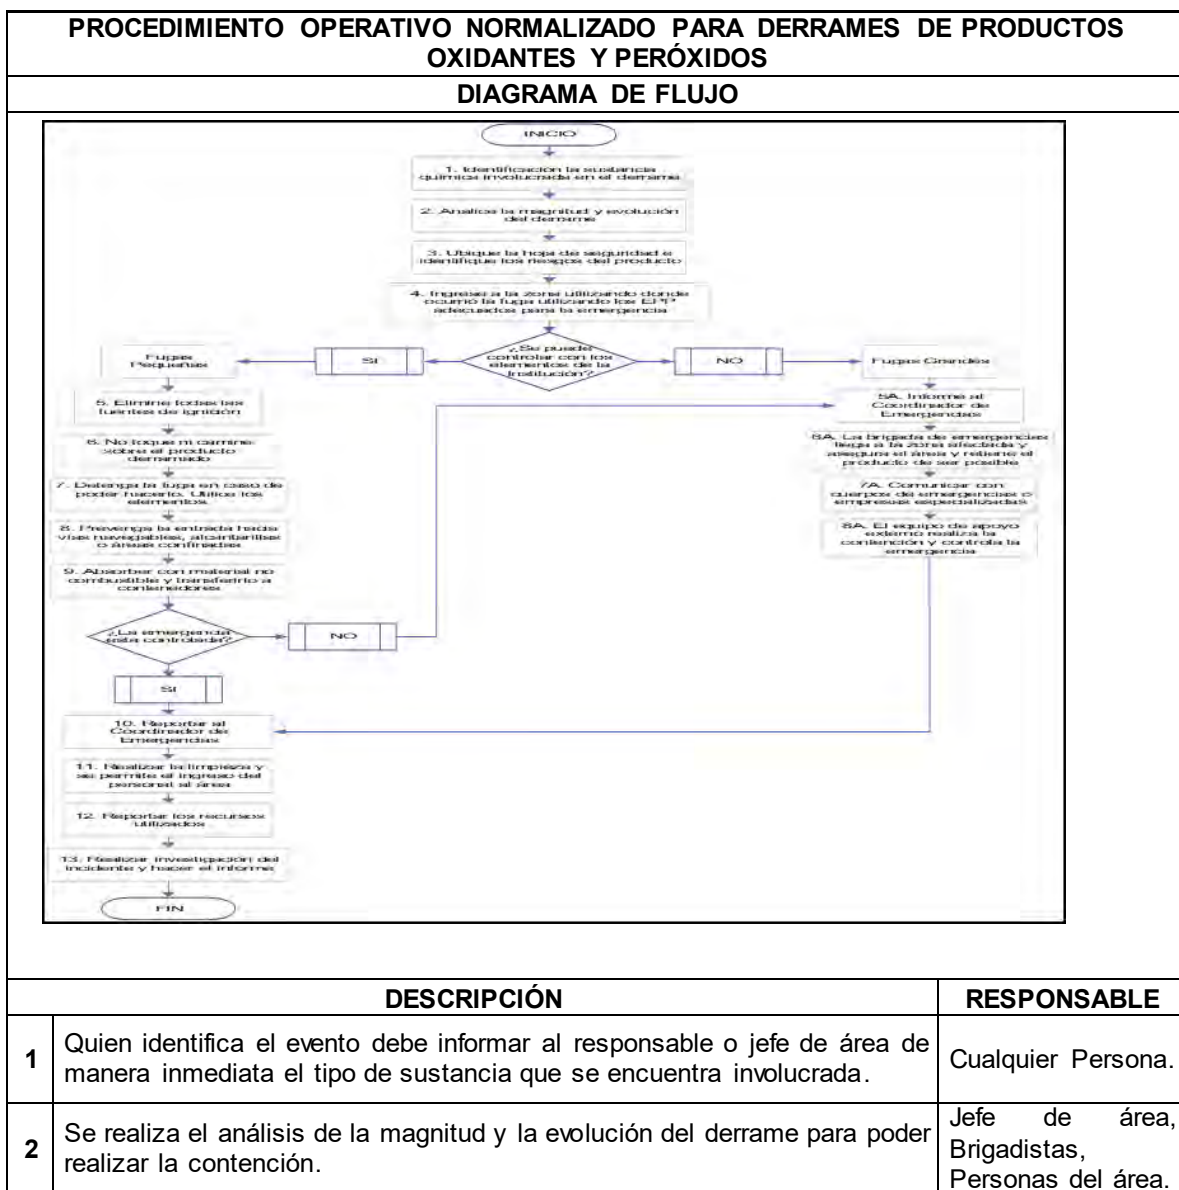 PROCEDIMIENTO OPERATIVO NORMALIZADO PARA DERRAMES DE PRODUCTOS
OXIDANTES Y PERÓXIDOS
DIAGRAMA DE FLUJO
INICIO
1. Identificación la sustancia
química involucrada en el derrame
2. Analice la magnitud y evolución
del derrame
3. Ubique la hoja de seguridad e
identifique los riesgos del producto
4. Ingrese a la zona utilizando donde
ocurrió la fuga utilizando los EPP
adecuados para la emergencia
¿Se puede
controlar con los
elementos de la
Institución?
SI
NO
Fugas
Pequeñas
Fugas Grandes
5. Elimine todas las
fuentes de ignición
6. No toque ni camine
sobre el producto
derramado
7. Detenga la fuga en caso de
poder hacerlo. Utilice los
elementos
8. Prevenga la entrada hacia
vías navegables, alcantarillas
o áreas confinadas
9. Absorber con material no
combustible y transferirlo a
contenedores
5A. Informe al
Coordinador de
Emergencias
6A. La brigada de emergencias
llega a la zona afectada y
asegura el área y retiene el
producto de ser posible
7A. Comunicar con
cuerpos de emergencias o
empresas especializadas
8A. El equipo de apoyo
externo realiza la
contención y controla la
emergencia
¿La emergencia
esta controlada?
NO
SI
10. Reportar al
Coordinador de
Emergencias
11. Realizar la limpieza y
se permite el ingreso del
personal al área
12. Reportar los recursos
utilizados
13. Realizar investigación del
incidente y hacer el informe
FIN
DESCRIPCIÓN
RESPONSABLE
1
Quien identifica el evento debe informar al responsable o jefe de área de
manera inmediata el tipo de sustancia que se encuentra involucrada.
Cualquier Persona.
2
Se realiza el análisis de la magnitud y la evolución del derrame para poder
realizar la contención.
Jefe de área,
Brigadistas,
Personas del área.